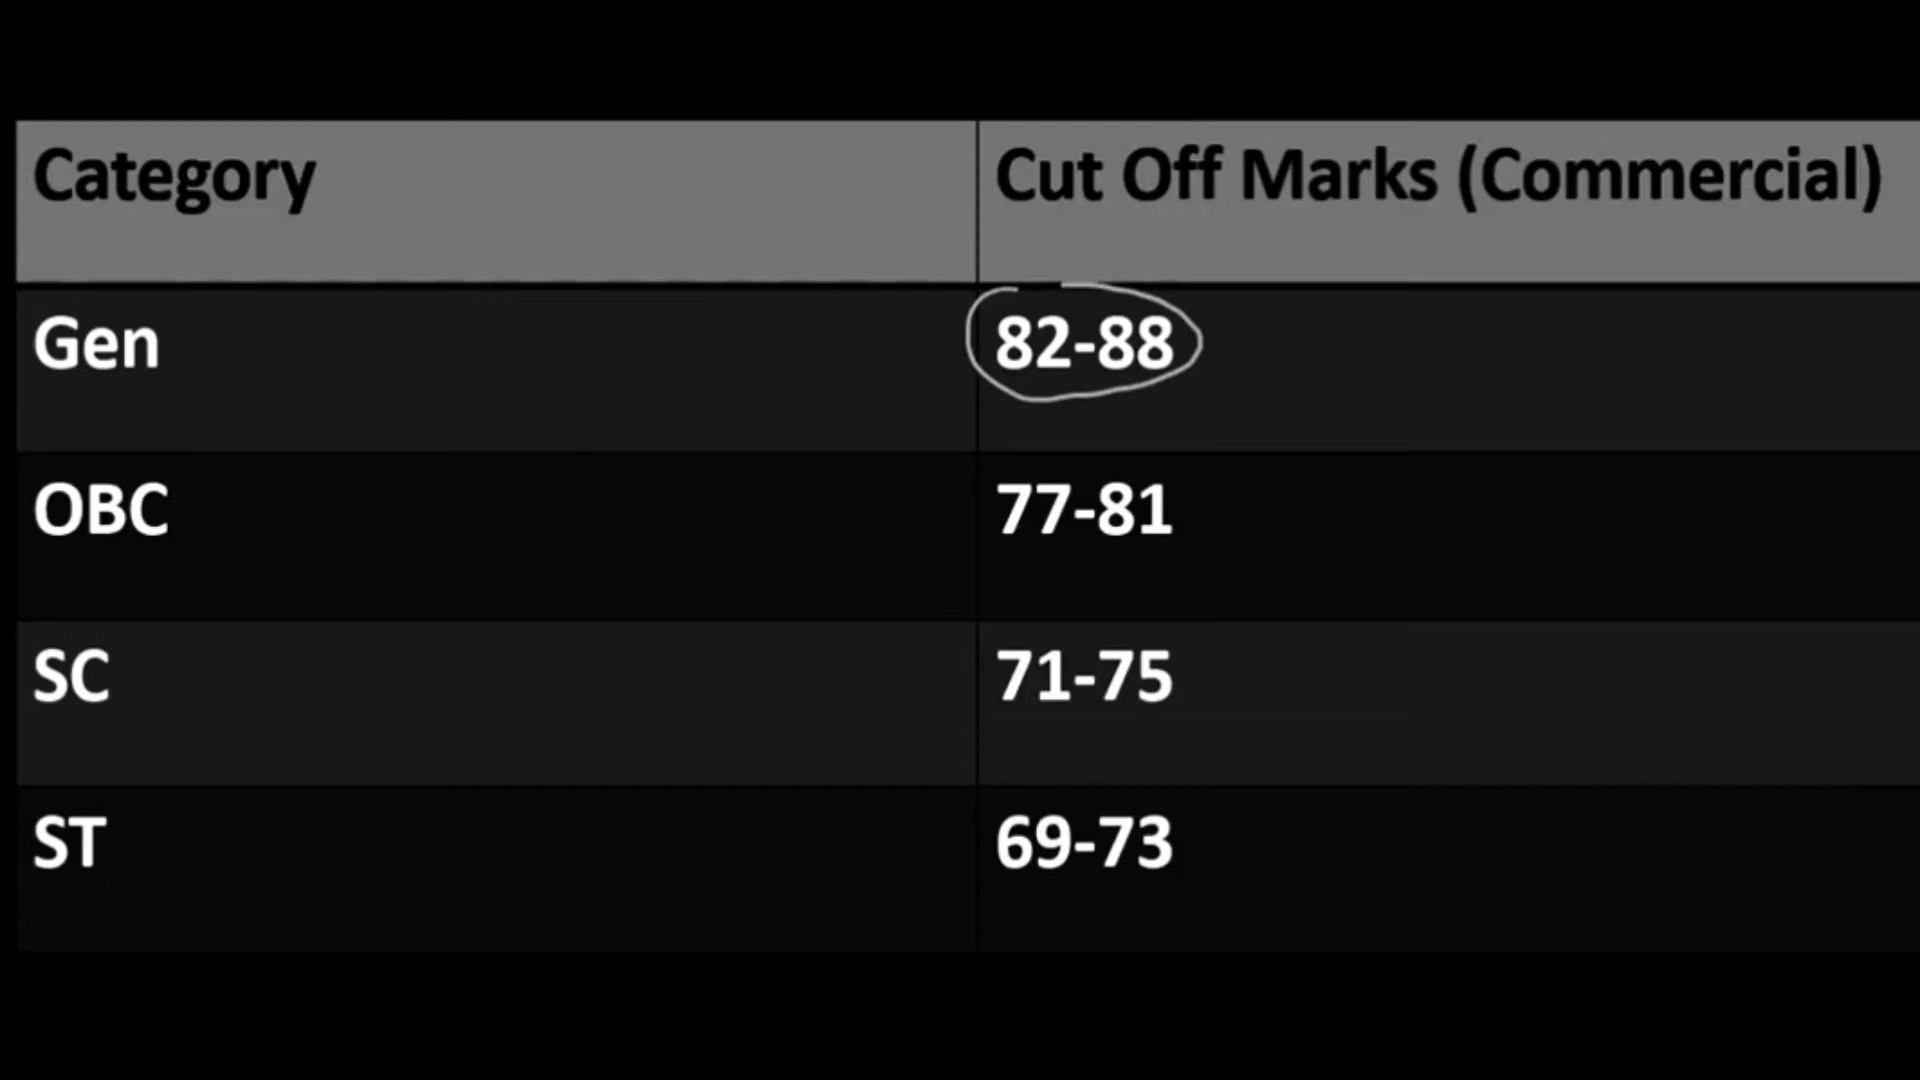 Category Cut Off Marks (Commercial)
Gen 82-88
OBC 77-81
SC 71-75
ST 69-73